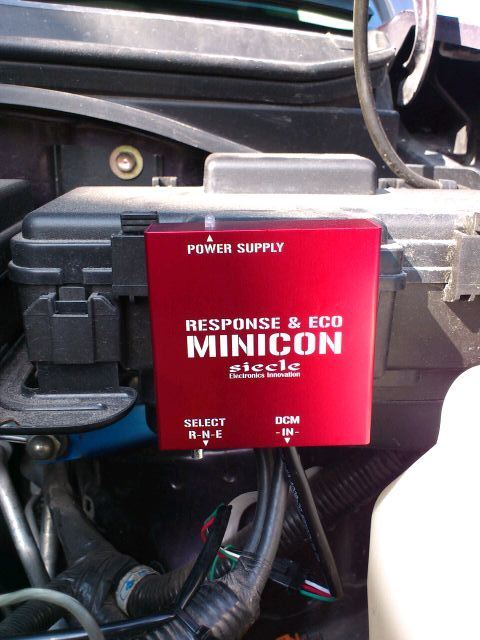 POWER SUPPLY
RESPONSE & ECO
MINICON
siecle
Electronics Innovation
SELECT
R-N-E
DCM
-IN-